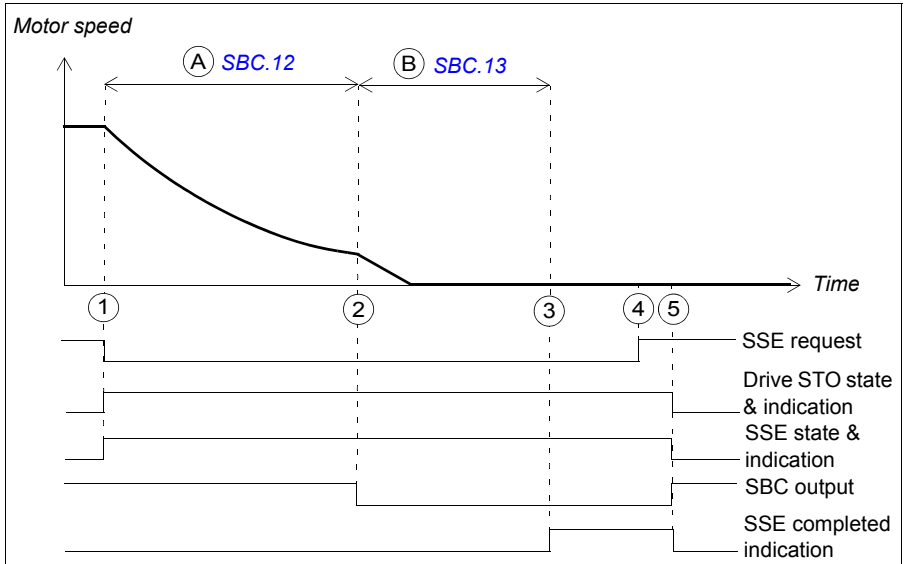 Motor speed
A SBC.12
B SBC.13
Time
1
2
3
4
5
SSE request
Drive STO state
& indication
SSE state &
indication
SBC output
SSE completed
indication